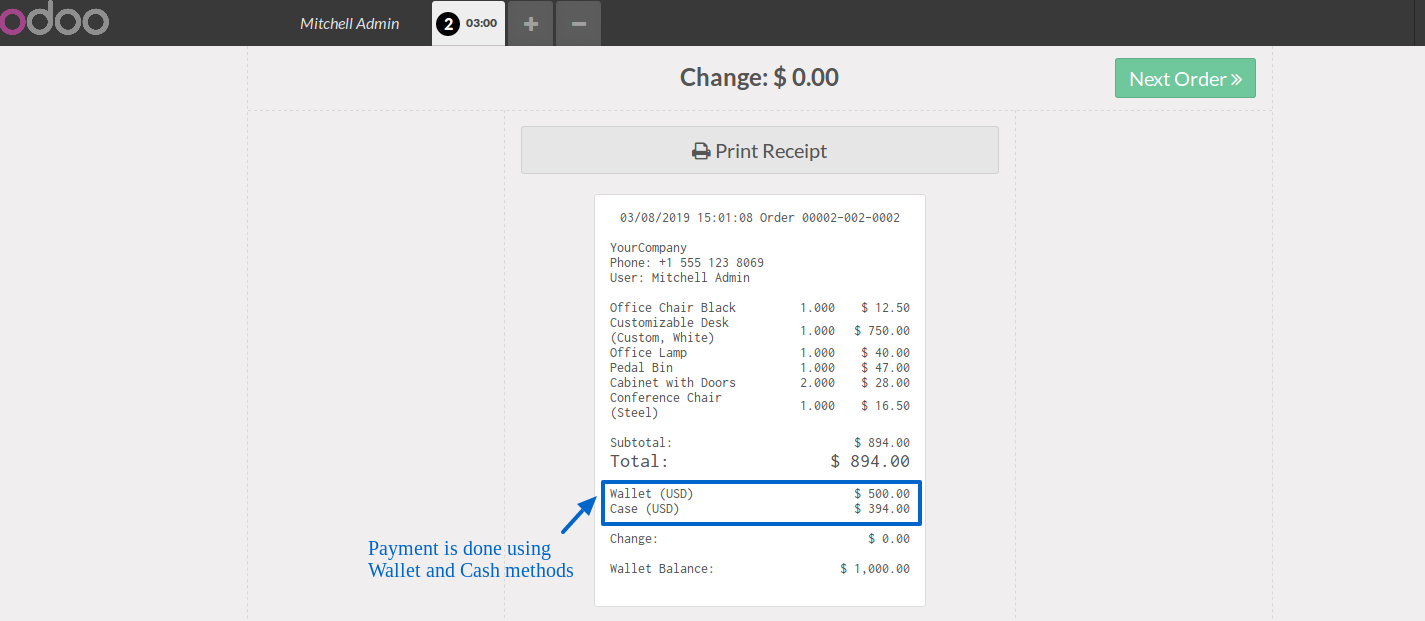 odoo Mitchell Admin 2 03:00
Change: $ 0.00 Next Order »
Print Receipt
03/08/2019 15:01:08 Order 00002-002-0002
YourCompany
Phone: +1 555 123 8069
User: Mitchell Admin
Office Chair Black 1.000 $ 12.50
Customizable Desk
(Custom, White) 1.000 $ 750.00
Office Lamp 1.000 $ 40.00
Pedal Bin 1.000 $ 47.00
Cabinet with Doors 2.000 $ 28.00
Conference Chair
(Steel) 1.000 $ 16.50
Subtotal: $ 894.00
Total: $ 894.00
Wallet (USD) $ 500.00
Case (USD) $ 394.00
Change: $ 0.00
Payment is done using
Wallet and Cash methods
Wallet Balance: $ 1,000.00